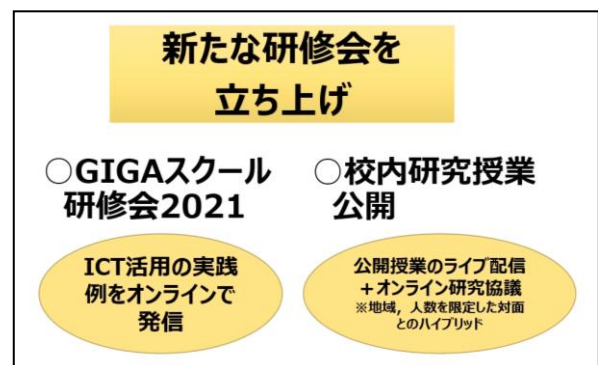 新たな研修会を
立ち上げ
○GIGAスクール
研修会2021
ICT活用の実践
例をオンラインで
発信
○校内研究授業
公開
公開授業のライブ配信
＋オンライン研究協議
※地域，人数を限定した対面
とのハイブリッド